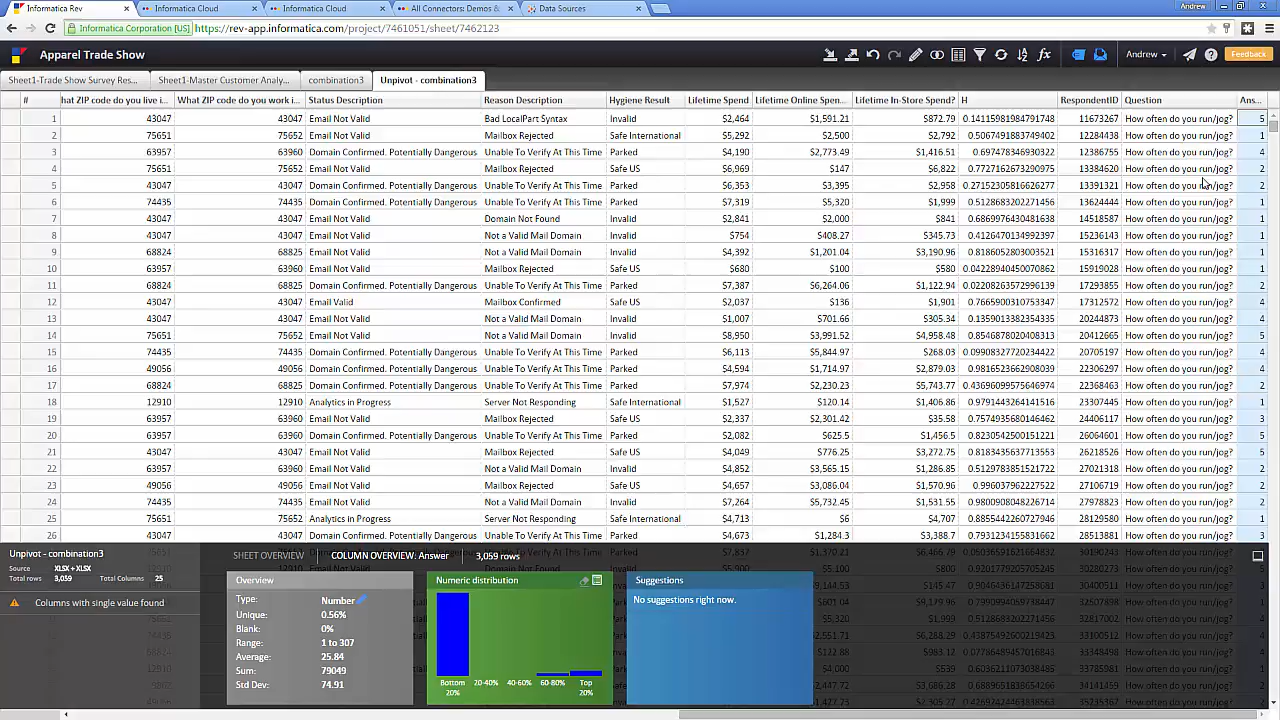 Informatica Rev
Informatica Cloud
Informatica Cloud
All Connectors: Demos &
Data Sources
Andrew
Informatica Corporation [US]
https://rev-app.informatica.com/project/7461051/sheet/7462123
Apparel Trade Show
fx
Andrew
?
Feedback
Sheet1-Trade Show Survey Res...
Sheet1-Master Customer Analy...
combination3
Unpivot - combination3
# hat ZIP code do you live i... What ZIP code do you work i... Status Description Reason Description Hygiene Result Lifetime Spend Lifetime Online Spen... Lifetime In-Store Spend? H RespondentID Question Ans...
1 43047 43047 Email Not Valid Bad LocalPart Syntax Invalid $2,464 $1,591.21 $872.79 0.14115981984791748 11673267 How often do you run/jog? 5
2 75651 75652 Email Not Valid Mailbox Rejected Safe International $5,292 $2,500 $2,792 0.5067491883749402 12284438 How often do you run/jog? 1
3 63957 63960 Domain Confirmed. Potentially Dangerous Unable To Verify At This Time Parked $4,190 $2,773.49 $1,416.51 0.697478346930322 12386755 How often do you run/jog? 4
4 75651 75652 Email Not Valid Mailbox Rejected Safe US $6,969 $147 $6,822 0.7727162673290975 13384620 How often do you run/jog? 2
5 43047 43047 Domain Confirmed. Potentially Dangerous Unable To Verify At This Time Parked $6,353 $3,395 $2,958 0.27152305816626277 13391321 How often do you run/jog? 2
6 74435 74435 Domain Confirmed. Potentially Dangerous Unable To Verify At This Time Parked $7,319 $5,320 $1,999 0.5128683202271456 13624444 How often do you run/jog? 1
7 43047 43047 Email Not Valid Domain Not Found Invalid $2,841 $2,000 $841 0.6869976430481638 14518587 How often do you run/jog? 1
8 43047 43047 Email Not Valid Not a Valid Mail Domain Invalid $754 $408.27 $345.73 0.4126470134992397 15236143 How often do you run/jog? 1
9 68824 68824 Email Not Valid Not a Valid Mail Domain Invalid $4,392 $1,201.04 $3,190.96 0.8186052803003521 15316317 How often do you run/jog? 1
10 63957 63957 Email Not Valid Mailbox Rejected Safe US $680 $100 $580 0.04228940450070862 15919028 How often do you run/jog? 1
11 68824 68824 Domain Confirmed. Potentially Dangerous Unable To Verify At This Time Parked $7,387 $6,264.06 $1,122.94 0.02208263572996139 17293855 How often do you run/jog? 2
12 43047 43047 Email Valid Mailbox Confirmed Safe US $2,037 $136 $1,901 0.7665900310753347 17312572 How often do you run/jog? 4
13 43047 43047 Email Not Valid Not a Valid Mail Domain Invalid $1,007 $701.66 $305.34 0.1359013382354375 20244873 How often do you run/jog? 4
14 75651 75652 Email Not Valid Mailbox Rejected Safe US $8,950 $3,991.52 $4,958.48 0.8546878020408313 20412665 How often do you run/jog? 5
15 74435 74435 Domain Confirmed. Potentially Dangerous Unable To Verify At This Time Parked $6,113 $5,844.97 $268.03 0.09908327720234422 20705197 How often do you run/jog? 4
16 49056 49056 Domain Confirmed. Potentially Dangerous Unable To Verify At This Time Parked $4,594 $1,714.97 $2,879.03 0.9216562953863869 22306297 How often do you run/jog? 4
17 68824 68825 Domain Confirmed. Potentially Dangerous Unable To Verify At This Time Parked $7,974 $2,230.23 $5,743.77 0.43696099575646974 22368463 How often do you run/jog? 2
18 12910 12910 Analytics in Progress Server Not Responding Safe International $1,527 $120.14 $1,406.86 0.9791443264141516 23307445 How often do you run/jog? 1
19 63957 63957 Email Not Valid Mailbox Rejected Safe US $2,337 $2,301.42 $35.58 0.7574935680146462 24406117 How often do you run/jog? 3
20 63957 63957 Domain Confirmed. Potentially Dangerous Unable To Verify At This Time Parked $2,082 $625.5 $1,456.5 0.8230542500151221 26064601 How often do you run/jog? 5
21 43047 43047 Email Not Valid Mailbox Rejected Safe US $4,049 $776.25 $3,272.75 0.8183435637713553 26218526 How often do you run/jog? 5
22 63957 43047 Email Not Valid Not a Valid Mail Domain Invalid $4,852 $3,565.15 $1,286.85 0.5129783851521722 27021318 How often do you run/jog? 2
23 49056 49056 Email Not Valid Mailbox Rejected Safe US $4,657 $3,086.04 $1,570.96 0.996037962275522 27106719 How often do you run/jog? 2
24 74435 74435 Email Not Valid Not a Valid Mail Domain Invalid $7,264 $5,732.45 $1,531.55 0.9800908048226715 27978823 How often do you run/jog? 2
25 75651 75652 Analytics in Progress Server Not Responding Safe International $4,713 $6 $4,707 0.8855442260727946 28129580 How often do you run/jog? 1
26 63957 63957 Domain Confirmed. Potentially Dangerous Unable To Verify At This Time Parked $4,673 $1,284.3 $3,388.7 0.7931234155831662 28513881 How often do you run/jog? 3
Unpivot - combination3
Source XLSX + XLSX
Total rows 3,059 Total Columns 25
Columns with single value found
SHEET OVERVIEW COLUMN OVERVIEW: Answer 3,059 rows
Overview
Type: Number
Unique: 0.56%
Blank: 0%
Range: 1 to 307
Average: 25.84
Sum: 79049
Std Dev: 74.91
Numeric distribution
Bottom 20% 20-40% 40-60% 60-80% Top 20%
Suggestions
No suggestions right now.